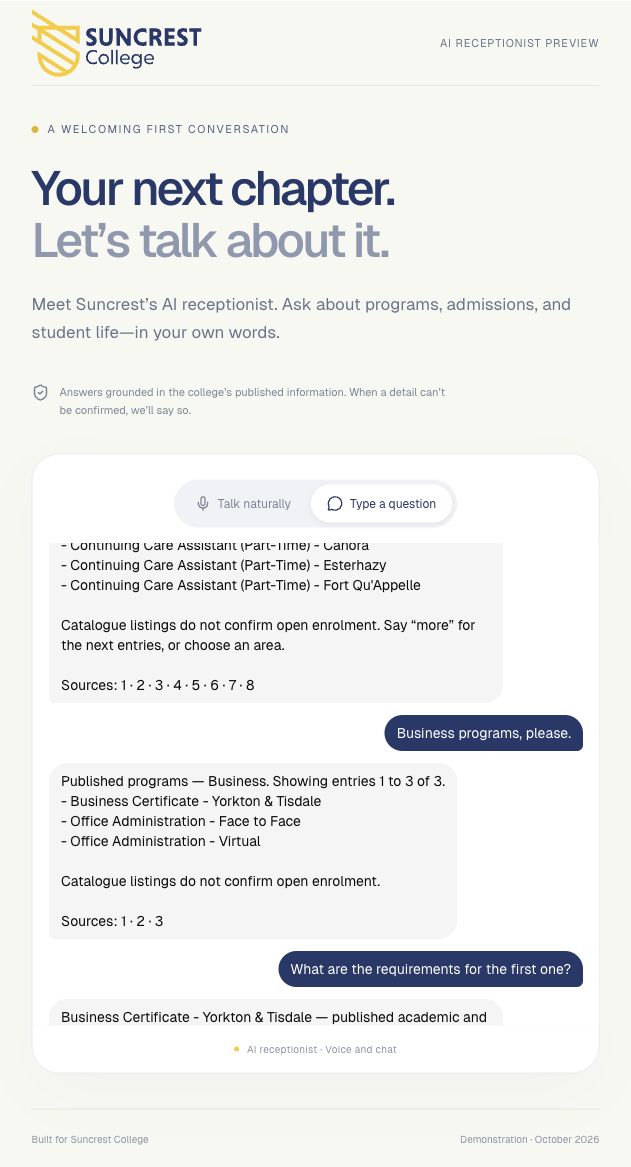 SUNCREST
College
AI RECEPTIONIST PREVIEW
A WELCOMING FIRST CONVERSATION
Your next chapter.
Let’s talk about it.
Meet Suncrest’s AI receptionist. Ask about programs, admissions, and
student life—in your own words.
Answers grounded in the college’s published information. When a detail can’t
be confirmed, we’ll say so.
Talk naturally
Type a question
- Continuing Care Assistant (Part-Time) - Canora
- Continuing Care Assistant (Part-Time) - Esterhazy
- Continuing Care Assistant (Part-Time) - Fort Qu'Appelle
Catalogue listings do not confirm open enrolment. Say “more” for
the next entries, or choose an area.
Sources: 1 · 2 · 3 · 4 · 5 · 6 · 7 · 8
Business programs, please.
Published programs — Business. Showing entries 1 to 3 of 3.
- Business Certificate - Yorkton & Tisdale
- Office Administration - Face to Face
- Office Administration - Virtual
Catalogue listings do not confirm open enrolment.
Sources: 1 · 2 · 3
What are the requirements for the first one?
Business Certificate - Yorkton & Tisdale — published academic and
AI receptionist · Voice and chat
Built for Suncrest College
Demonstration · October 2026